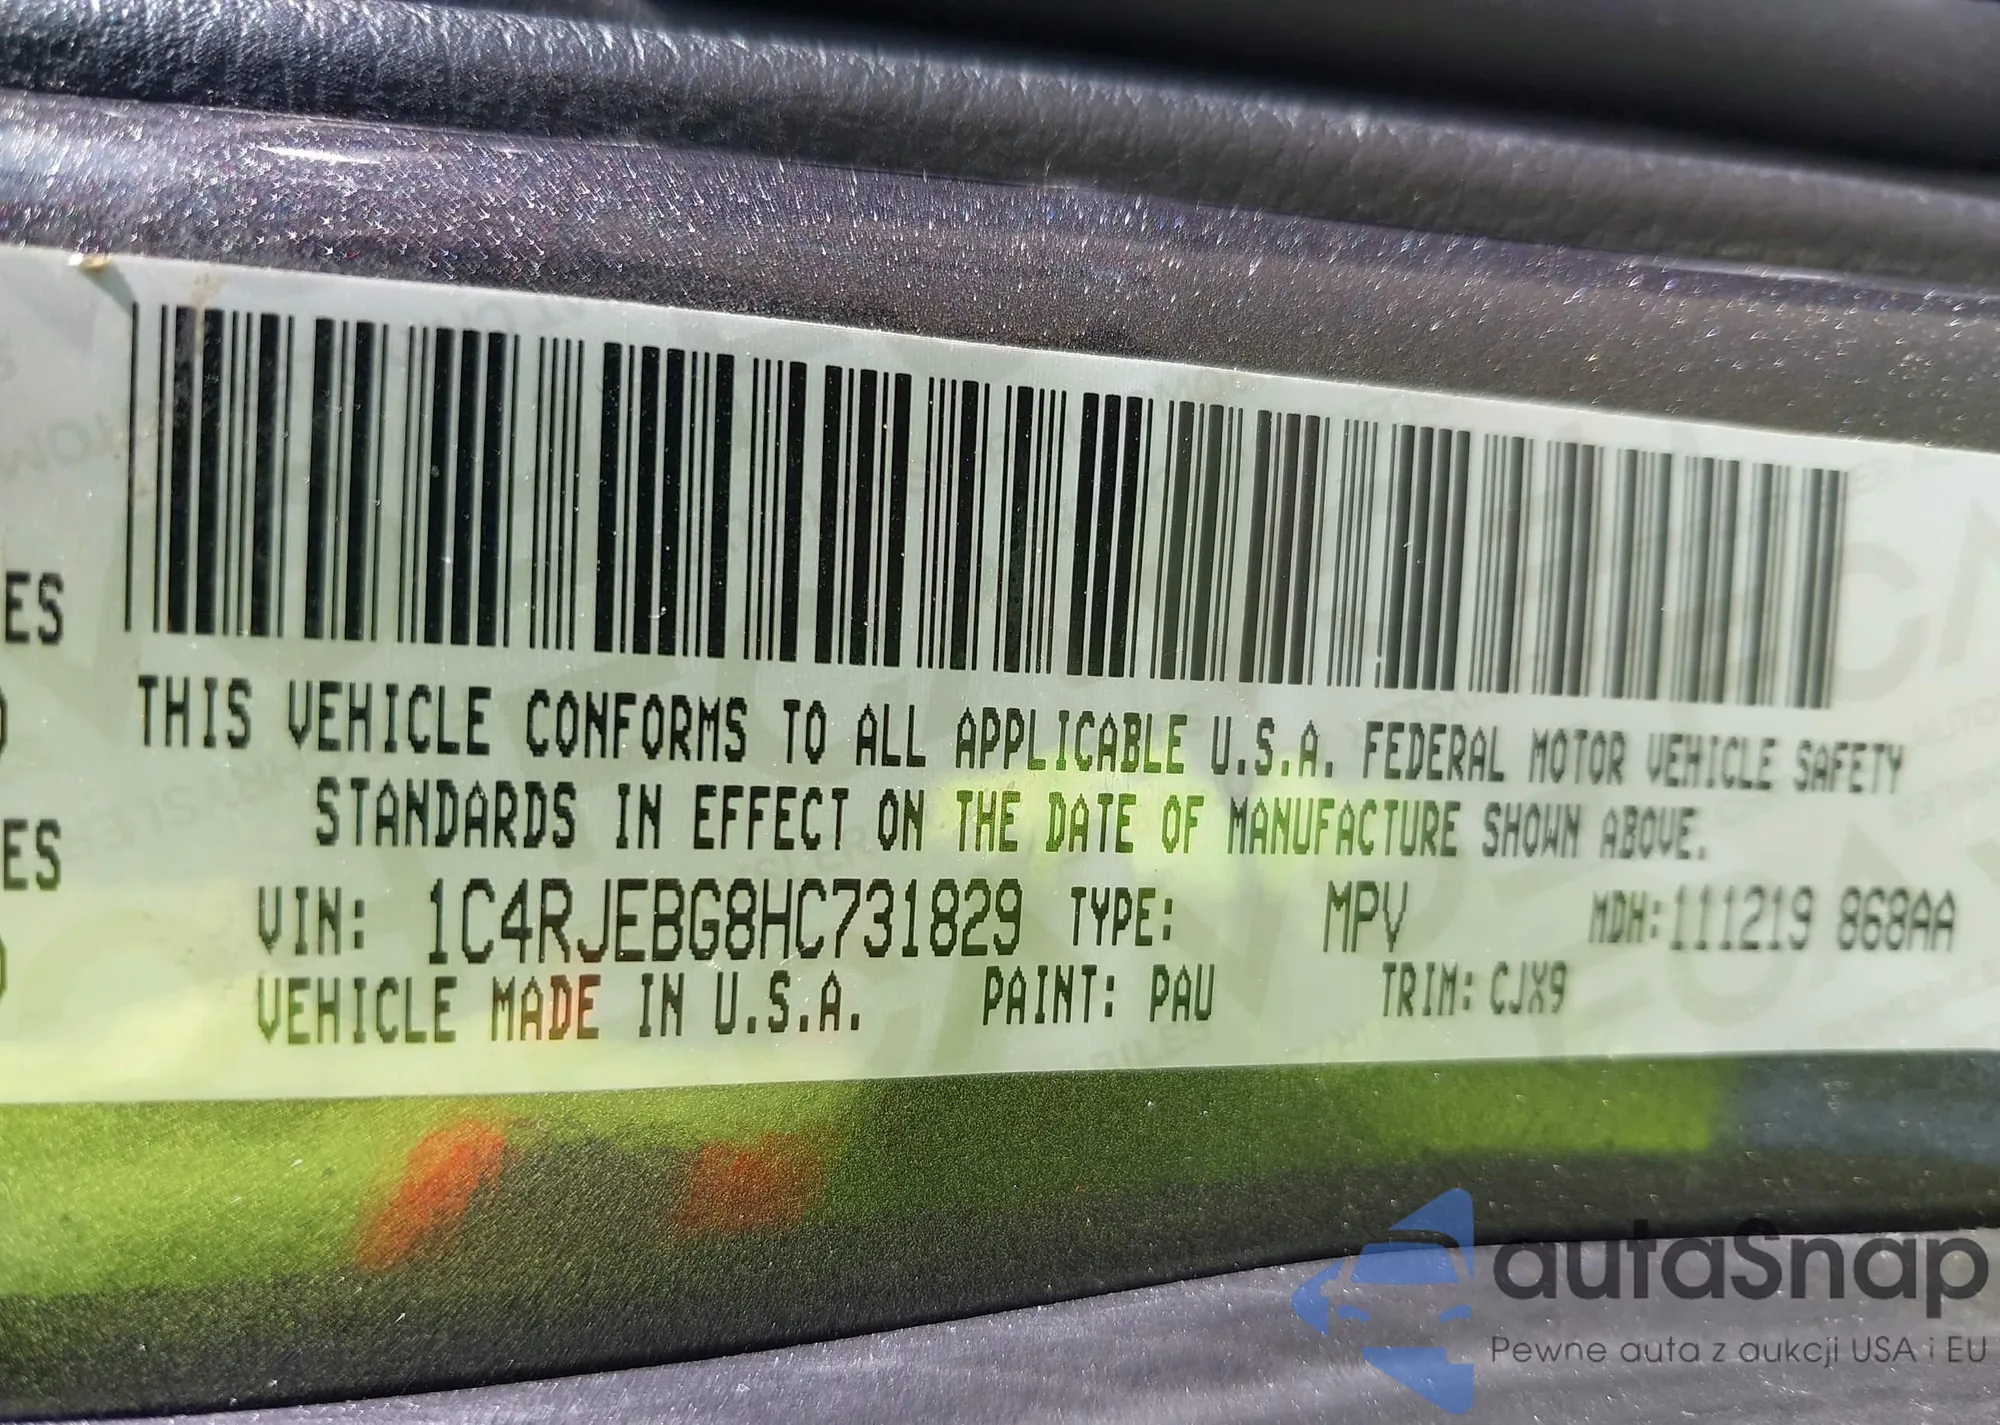 ES
ES
THIS VEHICLE CONFORMS TO ALL APPLICABLE U.S.A. FEDERAL MOTOR VEHICLE SAFETY
STANDARDS IN EFFECT ON THE DATE OF MANUFACTURE SHOWN ABOVE.
VIN: 1C4RJEBG8HC731829 TYPE: MPV MDH:111219 868AA
VEHICLE MADE IN U.S.A. PAINT: PAU TRIM: CJX9
autaSnap
Pewne auta z aukcji USA i EU